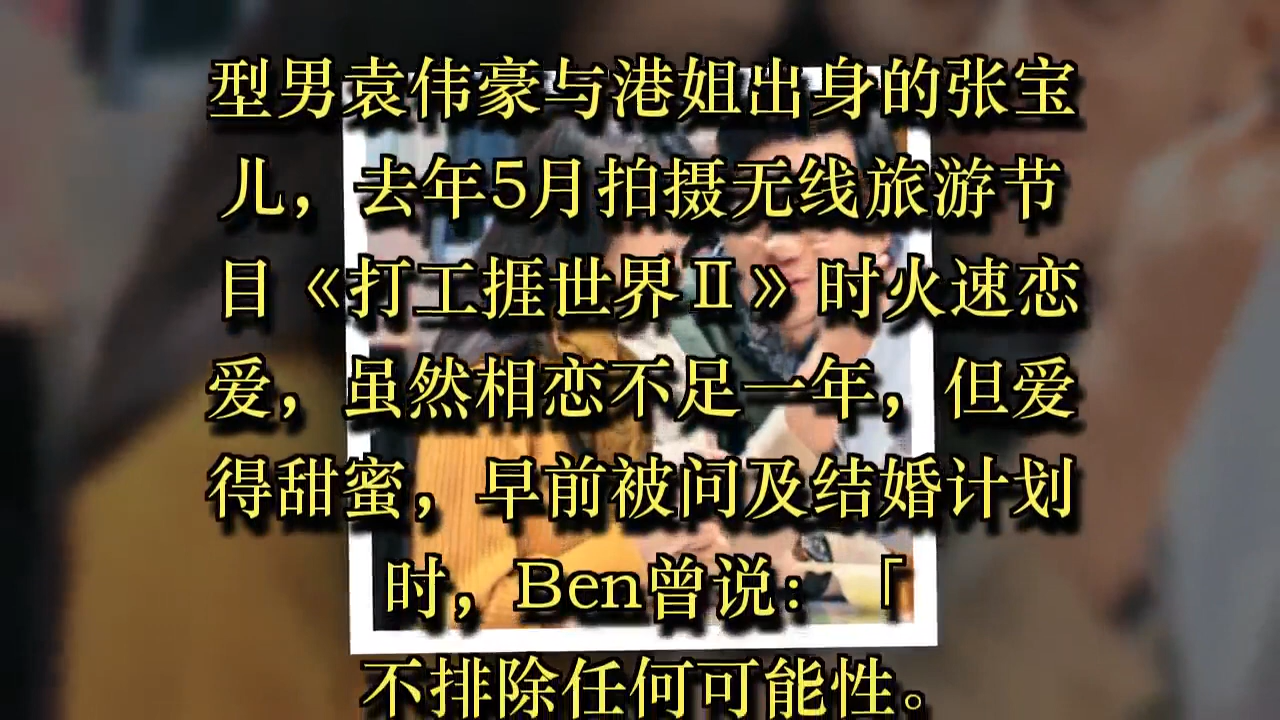 型男袁伟豪与港姐出身的张宝
儿，去年5月拍摄无线旅游节
目《打工捱世界Ⅱ》时火速恋
爱，虽然相恋不足一年，但爱
得甜蜜，早前被问及结婚计划
时，Ben曾说：「
不排除任何可能性。